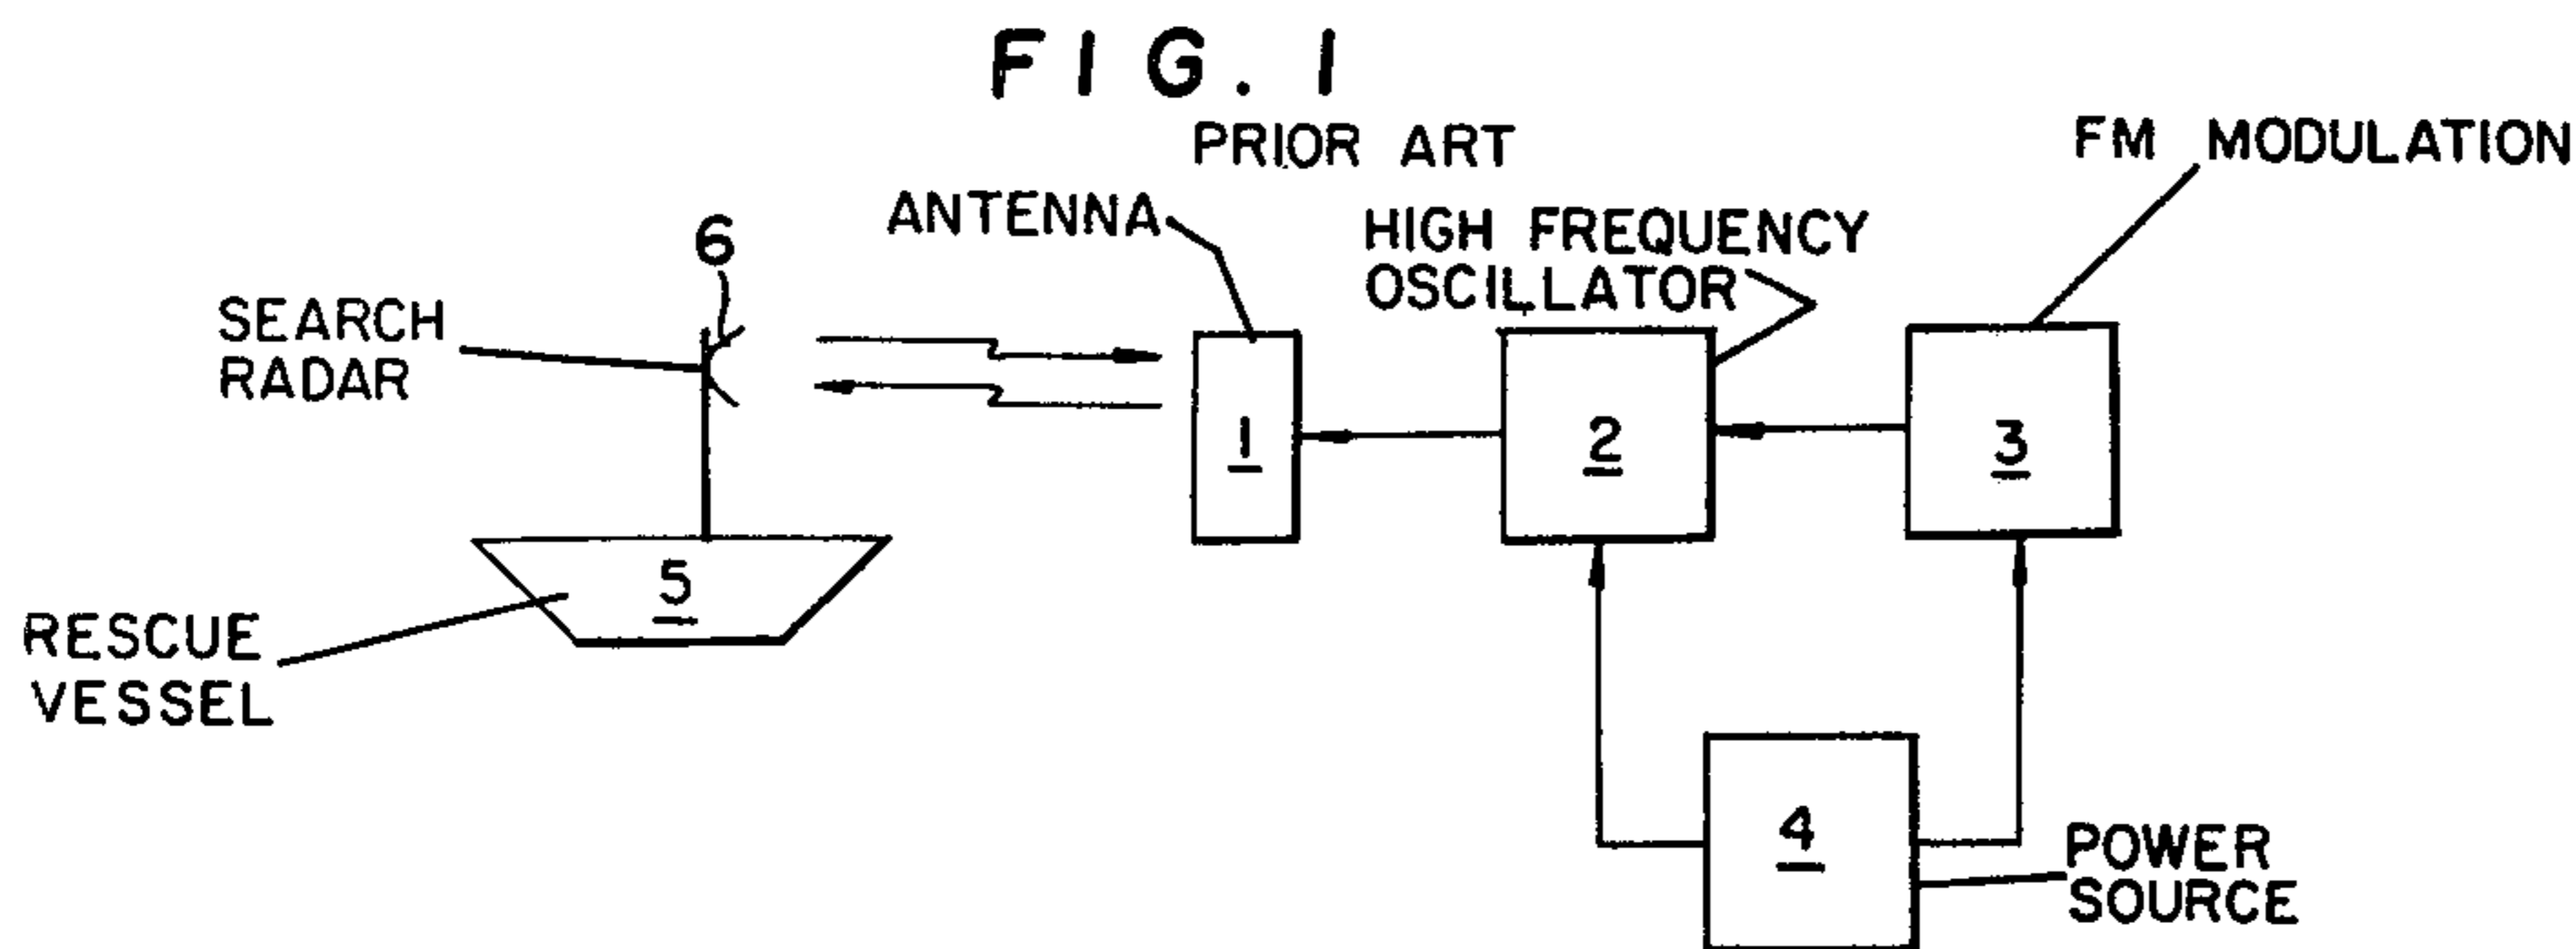 FIG. 1
PRIOR ART
FM MODULATION
ANTENNA
HIGH FREQUENCY
OSCILLATOR
6
SEARCH
RADAR
1
2
3
5
RESCUE
VESSEL
4
POWER
SOURCE